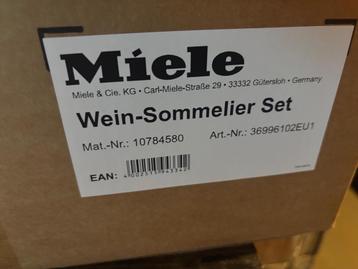 Miele
Miele & Cie. KG • Carl-Miele-Straße 29 • 33332 Gütersloh • Germany
Wein-Sommelier Set
Mat.-Nr.: 10784580 Art.-Nr.: 36996102EU1
EAN:
4002515943342